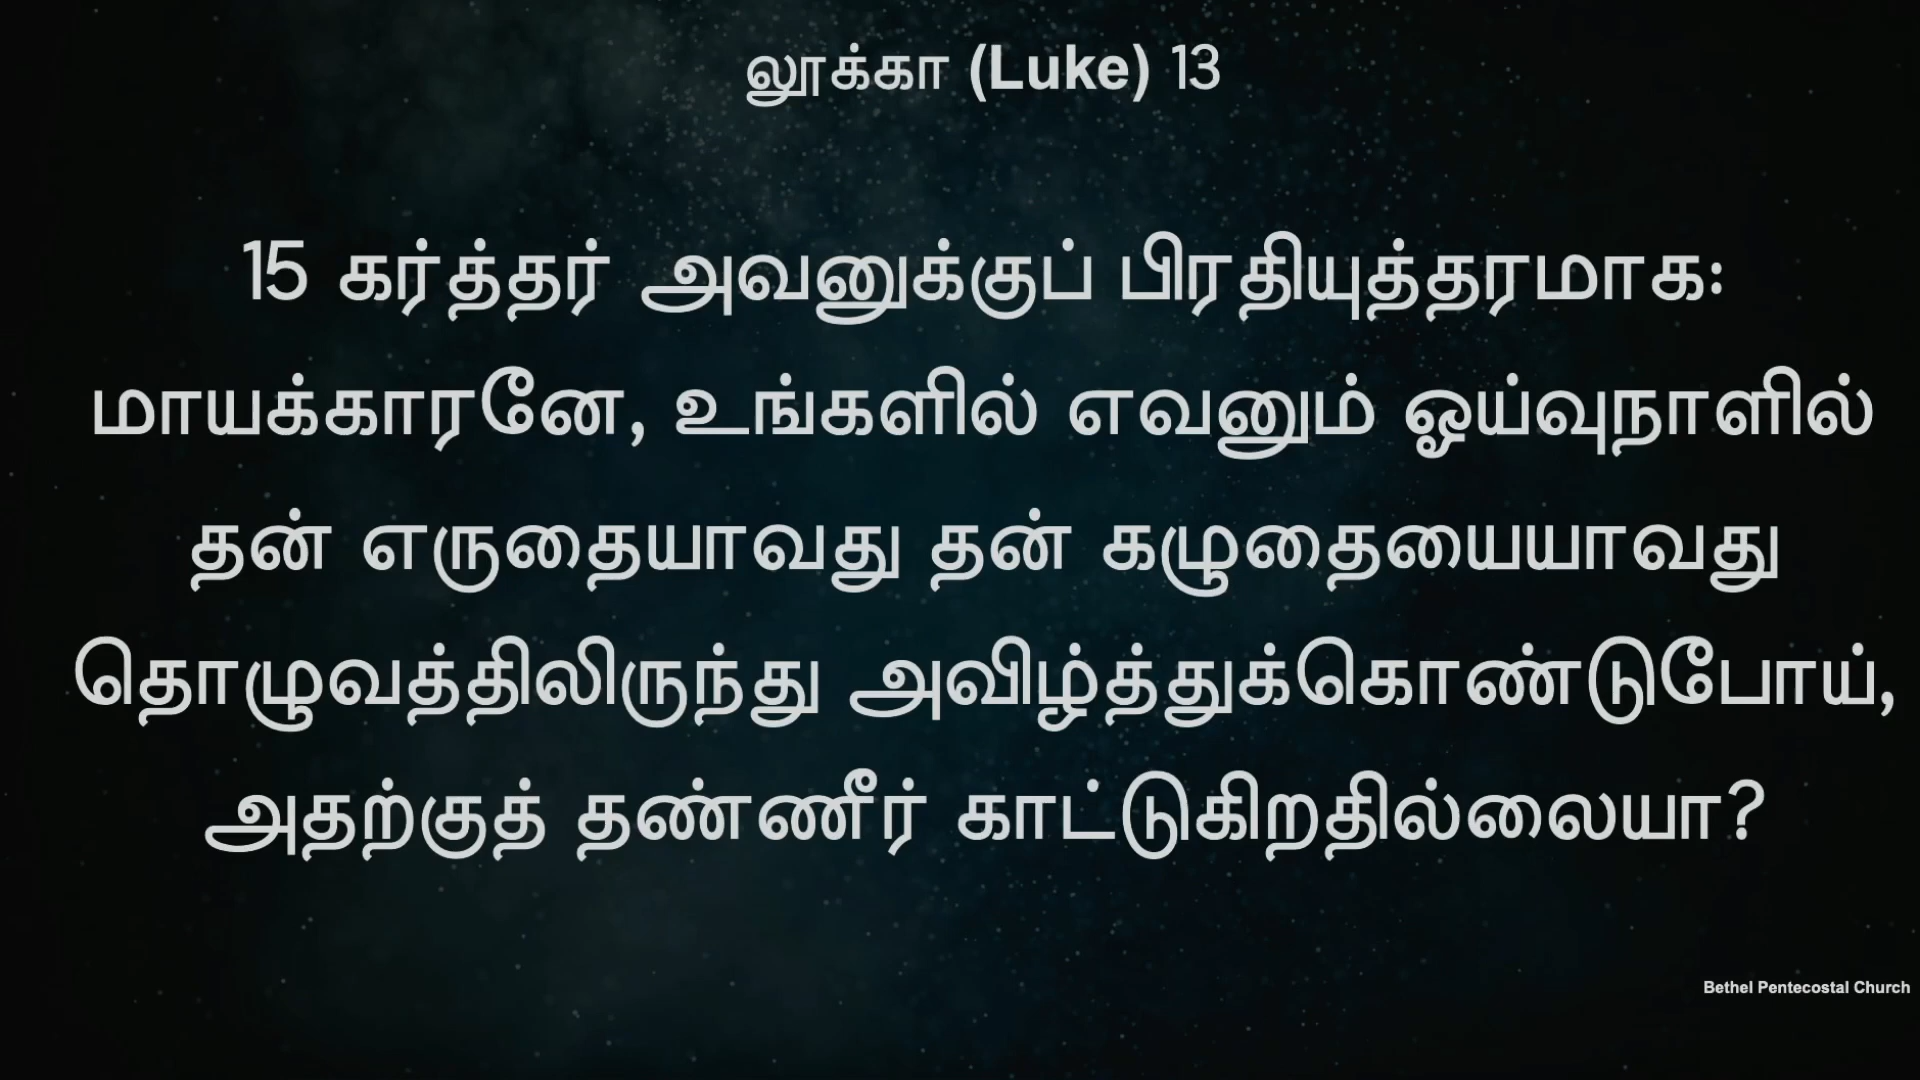 லூக்கா (Luke) 13
15 கர்த்தர் அவனுக்குப் பிரதியுத்தரமாக:
மாயக்காரனே, உங்களில் எவனும் ஓய்வுநாளில்
தன் எருதையாவது தன் கழுதையையாவது
தொழுவத்திலிருந்து அவிழ்த்துக்கொண்டுபோய்,
அதற்குத் தண்ணீர் காட்டுகிறதில்லையா?
Bethel Pentecostal Church